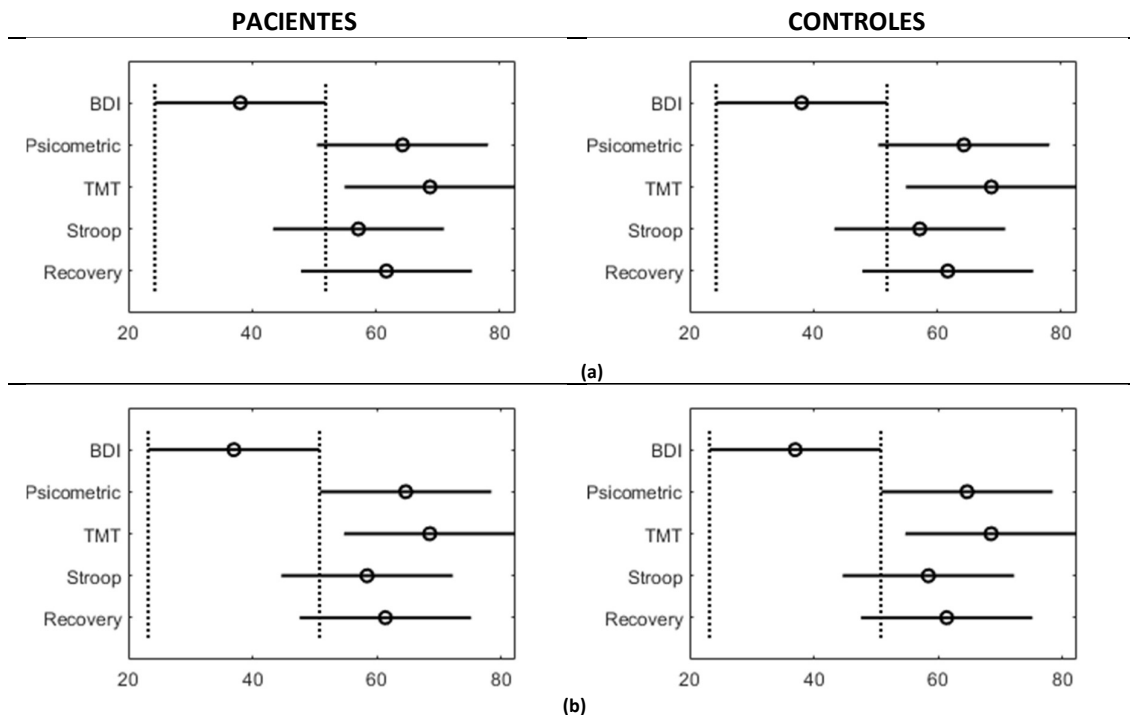 PACIENTES CONTROLES
BDI BDI
Psicometric Psicometric
TMT TMT
Stroop Stroop
Recovery Recovery
20 40 60 80 20 40 60 80
(a)
BDI BDI
Psicometric Psicometric
TMT TMT
Stroop Stroop
Recovery Recovery
20 40 60 80 20 40 60 80
(b)